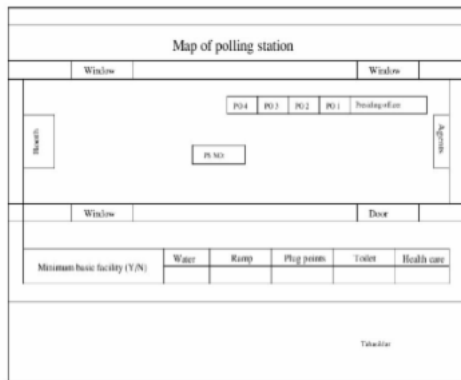 Map of polling station
Window Window
PO 4 PO 3 PO 2 PO 1 Presiding officer
Agents
PS NO
Window Door
Minimum basic facility (Y/N) Water Ramp Plug points Toilet Health care
Tahasildar